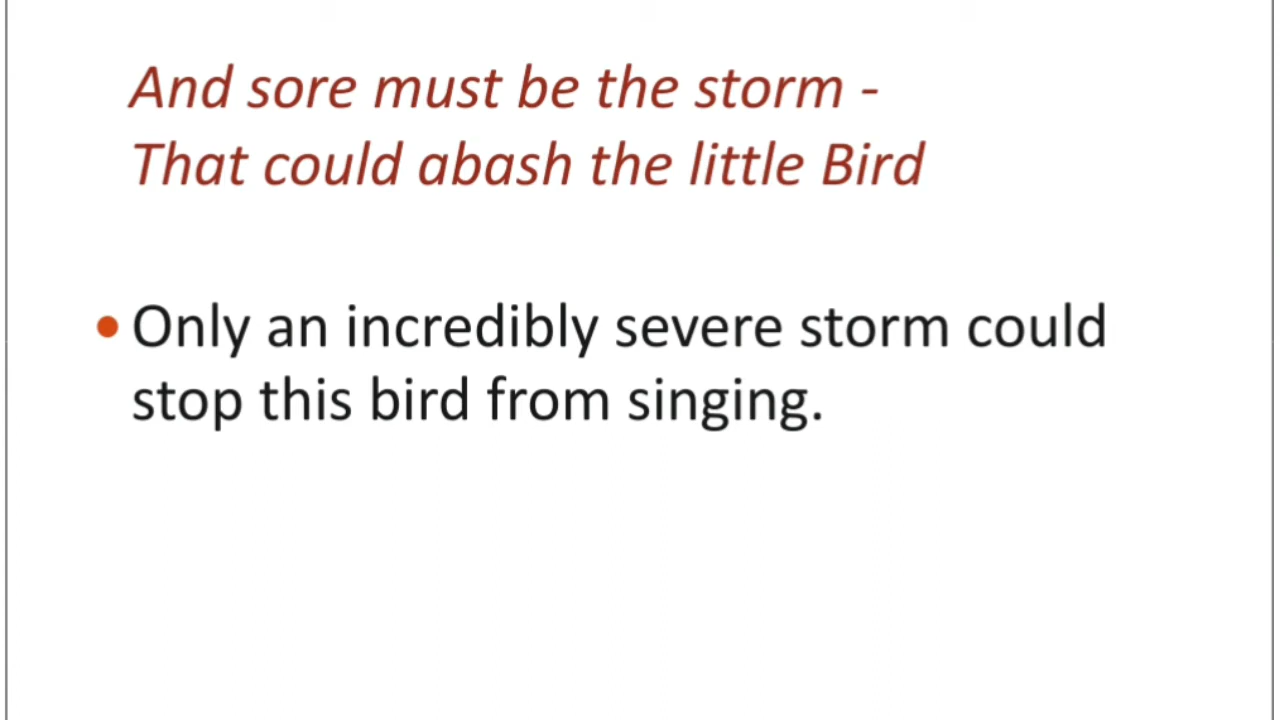 And sore must be the storm -
That could abash the little Bird
• Only an incredibly severe storm could
stop this bird from singing.